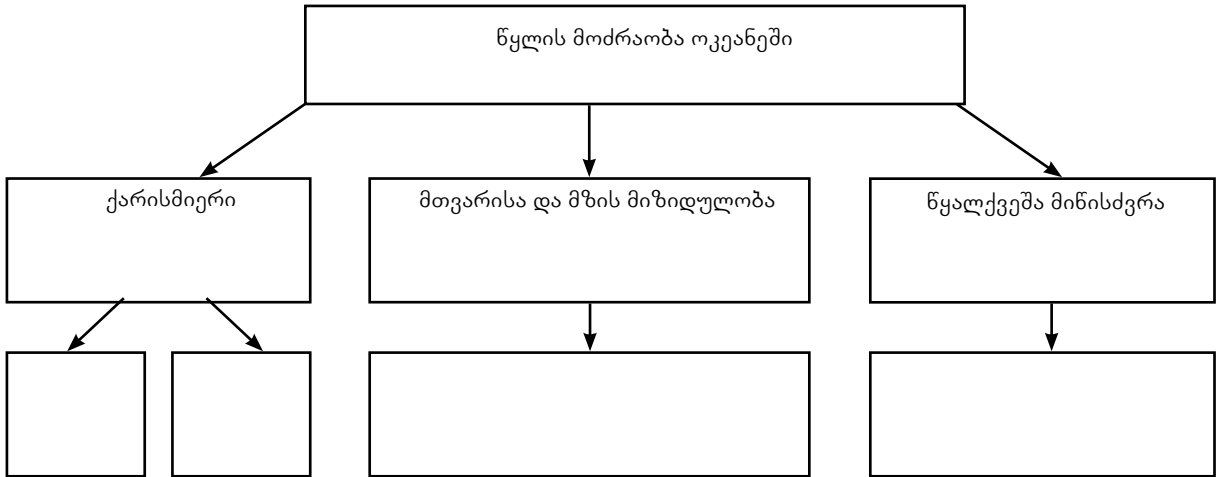 წყლის მოძრაობა ოკეანეში
ქარისმიერი
მთვარისა და მზის მიზიდულობა
წყალქვეშა მიწისძვრა